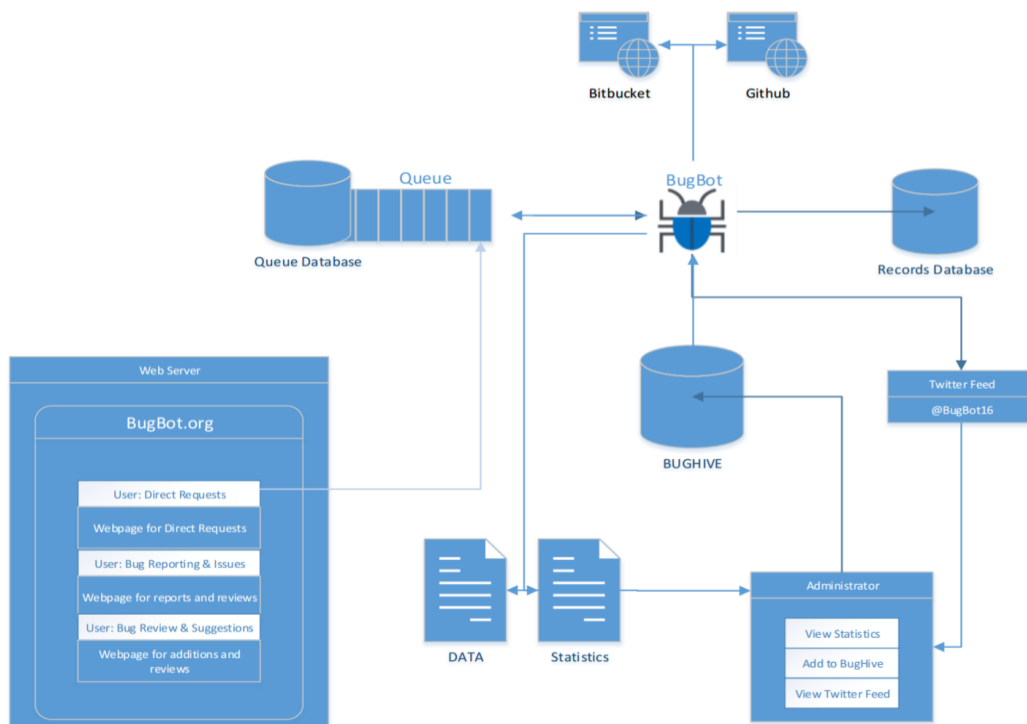 Bitbucket
Github
Queue
BugBot
Queue Database
Records Database
Web Server
BugBot.org
User: Direct Requests
Webpage for Direct Requests
User: Bug Reporting & Issues
Webpage for reports and reviews
User: Bug Review & Suggestions
Webpage for additions and
reviews
BUGHIVE
Twitter Feed
@BugBot16
DATA
Statistics
Administrator
View Statistics
Add to BugHive
View Twitter Feed